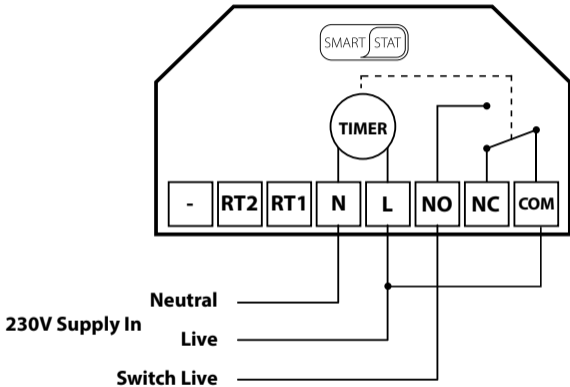 SMART STAT
TIMER
- RT2 RT1 N L NO NC COM
Neutral
230V Supply In
Live
Switch Live